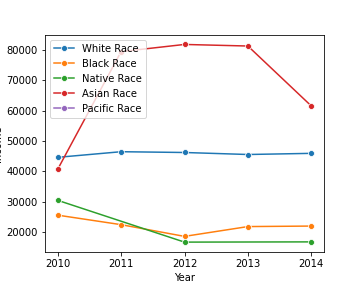 White Race
Black Race
Native Race
Asian Race
Pacific Race
80000
70000
60000
50000
40000
30000
20000
2010
2011
2012
2013
2014
Year